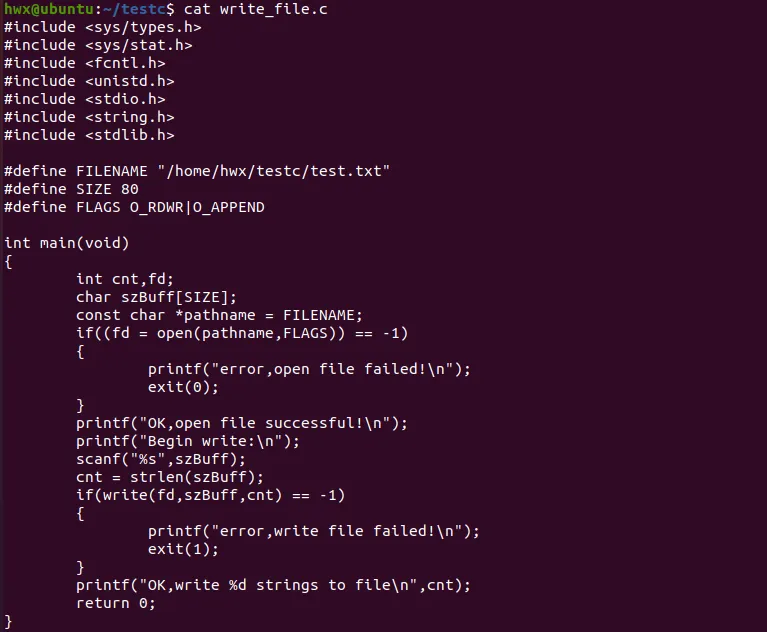 hwx@ubuntu:~/testc$ cat write_file.c
#include <sys/types.h>
#include <sys/stat.h>
#include <fcntl.h>
#include <unistd.h>
#include <stdio.h>
#include <string.h>
#include <stdlib.h>

#define FILENAME "/home/hwx/testc/test.txt"
#define SIZE 80
#define FLAGS O_RDWR|O_APPEND

int main(void)
{
        int cnt,fd;
        char szBuff[SIZE];
        const char *pathname = FILENAME;
        if((fd = open(pathname,FLAGS)) == -1)
        {
                printf("error,open file failed!\n");
                exit(0);
        }
        printf("OK,open file successful!\n");
        printf("Begin write:\n");
        scanf("%s",szBuff);
        cnt = strlen(szBuff);
        if(write(fd,szBuff,cnt) == -1)
        {
                printf("error,write file failed!\n");
                exit(1);
        }
        printf("OK,write %d strings to file\n",cnt);
        return 0;
}